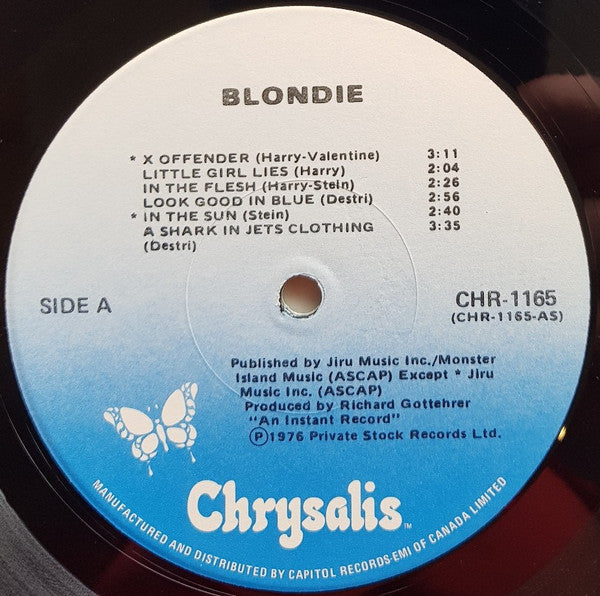 BLONDIE
* X OFFENDER (Harry-Valentine) 3:11
LITTLE GIRL LIES (Harry) 2:04
IN THE FLESH (Harry-Stein) 2:26
LOOK GOOD IN BLUE (Destri) 2:56
* IN THE SUN (Stein) 2:40
A SHARK IN JETS CLOTHING 3:35
(Destri)
SIDE A
CHR-1165
(CHR-1165-AS)
Published by Jiru Music Inc./Monster
Island Music (ASCAP) Except * Jiru
Music Inc. (ASCAP)
Produced by Richard Gottehrer
"An Instant Record"
Ⓟ1976 Private Stock Records Ltd.
Chrysalis™
MANUFACTURED AND DISTRIBUTED BY CAPITOL RECORDS-EMI OF CANADA LIMITED